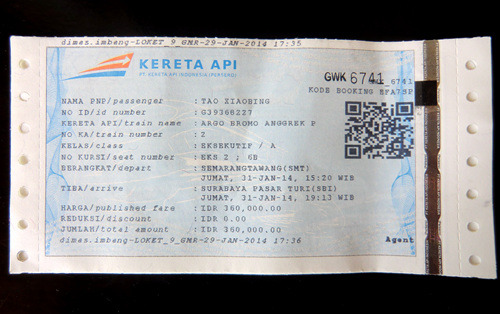 dimas.imbang-LOKET_9_GMR-29-JAN-2014 17:35
KERETA API
PT. KERETA API INDONESIA (PERSERO)
GWK 6741 6741
KODE BOOKING
NAMA PNP/passenger : TAO XIAOBING
NO ID/id number : G39366227
KERETA API/train name : ARGO BROMO ANGGREK P
NO KA/train number : 2
KELAS/class : EKSEKUTIF / A
NO KURSI/seat number : EKS 2 ; 6B
BERANGKAT/depart : SEMARANGTAWANG(SMT)
JUMAT, 31-JAN-14, 15:20 WIB
TIBA/arrive : SURABAYA PASAR TURI(SBI)
JUMAT, 31-JAN-14, 19:13 WIB
HARGA/published fare : IDR 360,000.00
REDUKSI/discount : IDR 0.00
JUMLAH/total amount : IDR 360,000.00
dimas.imbang-LOKET_9_GMR-29-JAN-2014 17:36
Agent